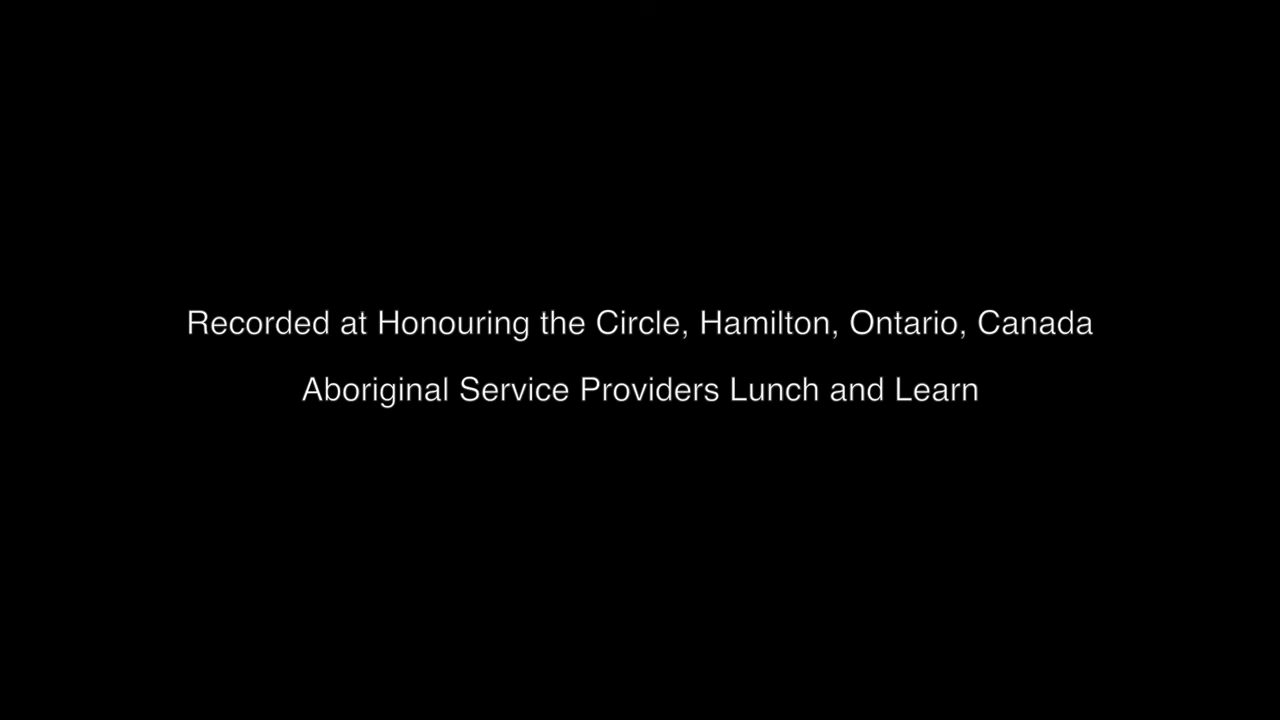 Recorded at Honouring the Circle, Hamilton, Ontario, Canada
Aboriginal Service Providers Lunch and Learn